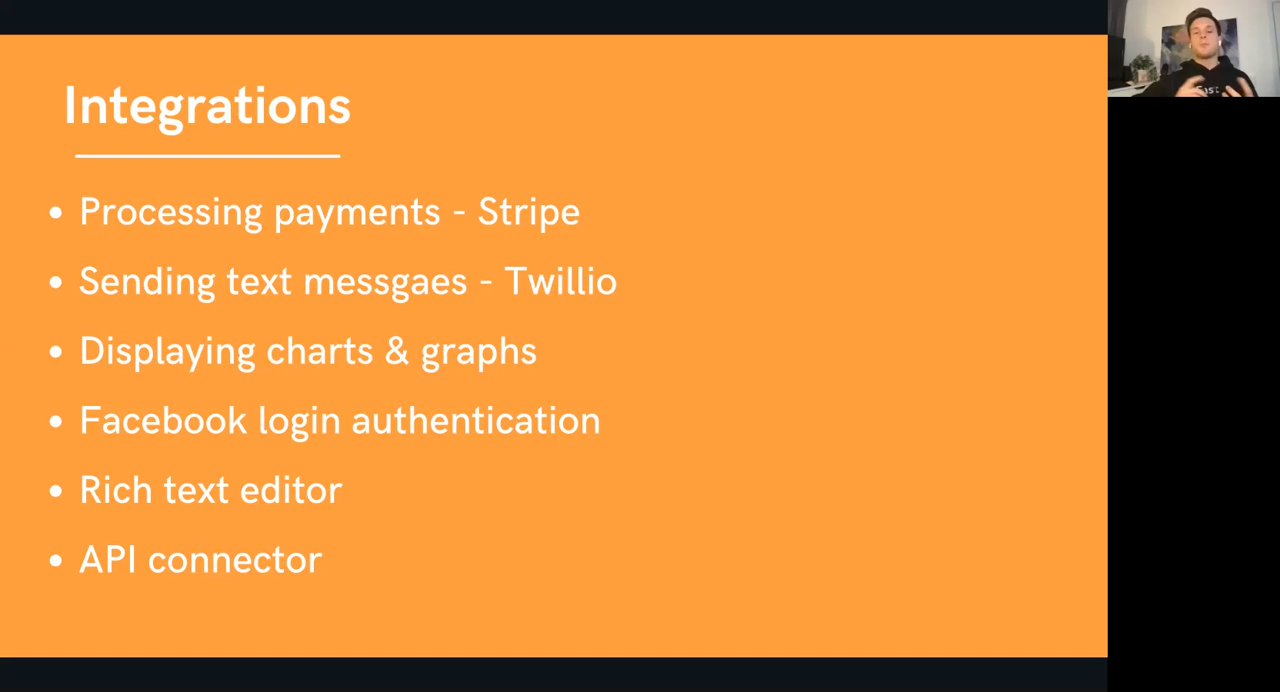 Integrations
Processing payments - Stripe
Sending text messgaes - Twillio
Displaying charts & graphs
Facebook login authentication
Rich text editor
API connector